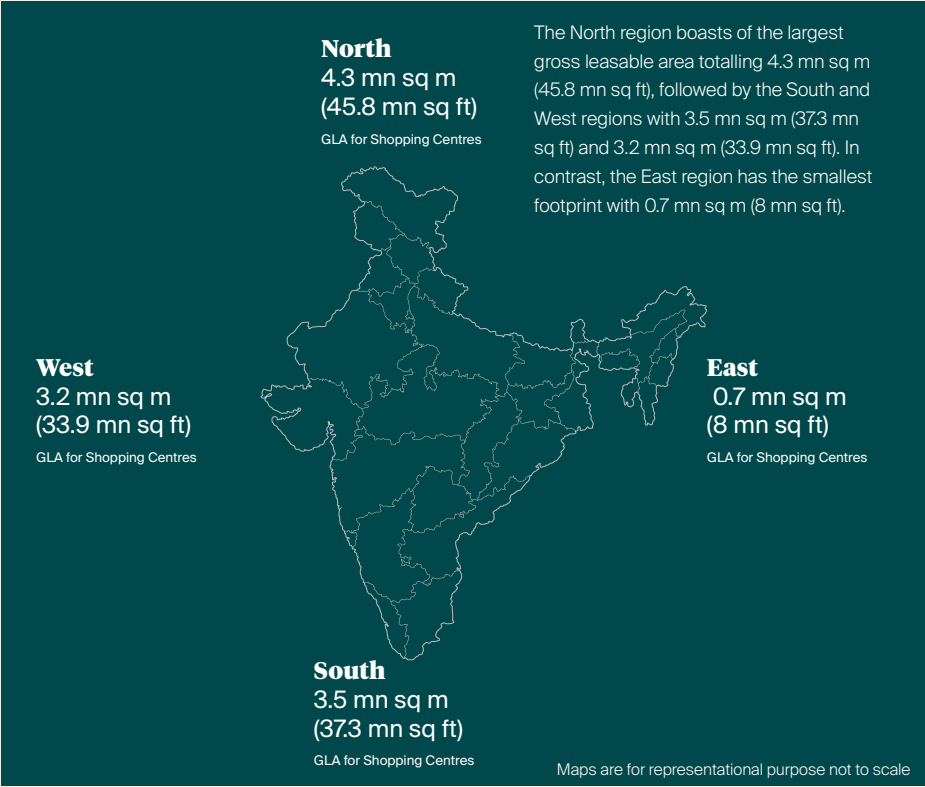 North
4.3 mn sq m
(45.8 mn sq ft)
GLA for Shopping Centres
The North region boasts of the largest
gross leasable area totalling 4.3 mn sq m
(45.8 mn sq ft), followed by the South and
West regions with 3.5 mn sq m (37.3 mn
sq ft) and 3.2 mn sq m (33.9 mn sq ft). In
contrast, the East region has the smallest
footprint with 0.7 mn sq m (8 mn sq ft).
West
3.2 mn sq m
(33.9 mn sq ft)
GLA for Shopping Centres
East
0.7 mn sq m
(8 mn sq ft)
GLA for Shopping Centres
South
3.5 mn sq m
(37.3 mn sq ft)
GLA for Shopping Centres
Maps are for representational purpose not to scale